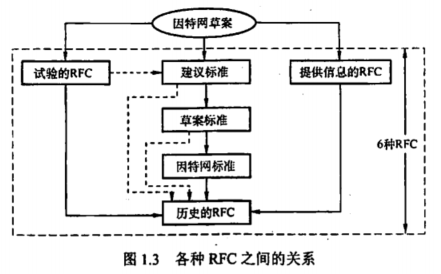 因特网草案
试验的RFC
建议标准
提供信息的RFC
草案标准
6种RFC
因特网标准
历史的RFC
图 1.3 各种 RFC 之间的关系